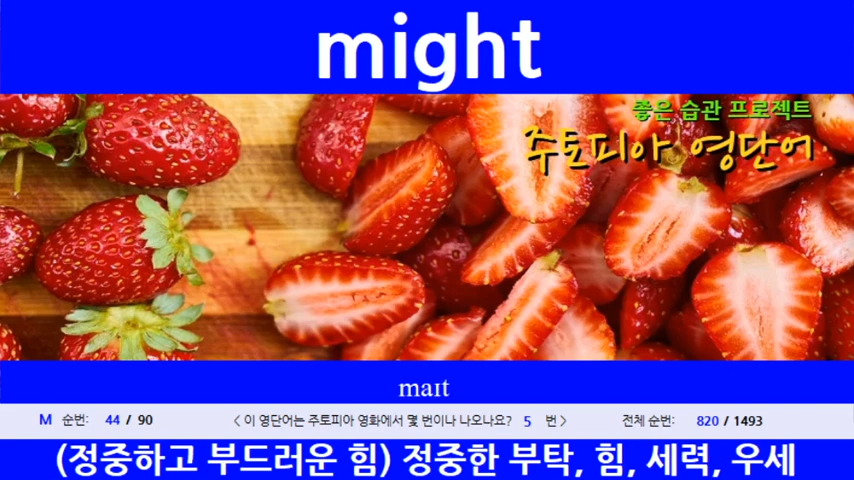 might
좋은 습관 프로젝트
주토피아 영단어
maɪt
M 순번: 44 / 90 < 이 영단어는 주토피아 영화에서 몇 번이나 나오나요? 5 번 > 전체 순번: 820 / 1493
(정중하고 부드러운 힘) 정중한 부탁, 힘, 세력, 우세